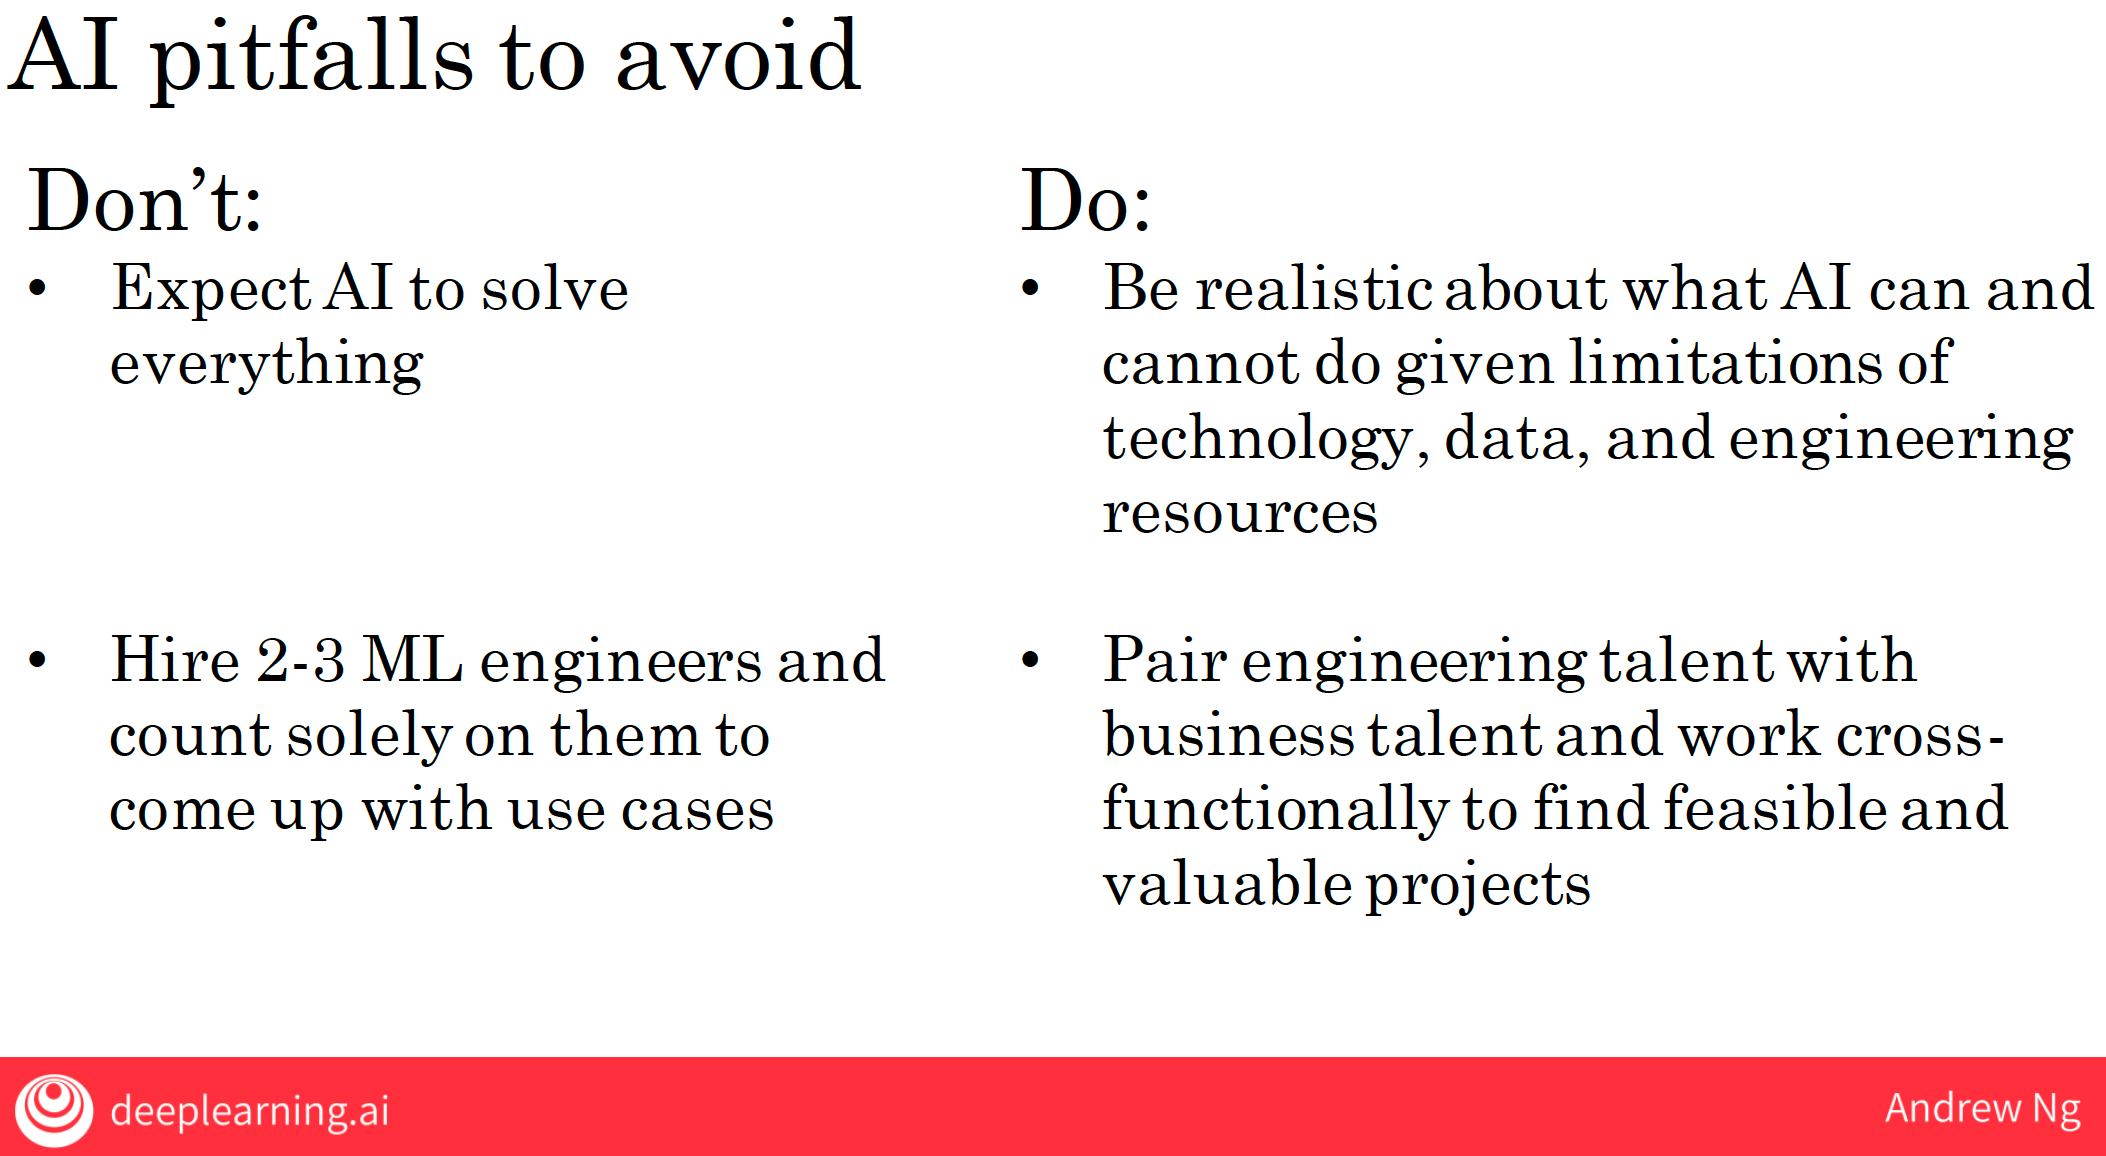 AI pitfalls to avoid
Don’t:
• Expect AI to solve
everything
• Hire 2-3 ML engineers and
count solely on them to
come up with use cases
Do:
• Be realistic about what AI can and
cannot do given limitations of
technology, data, and engineering
resources
• Pair engineering talent with
business talent and work cross-
functionally to find feasible and
valuable projects
deeplearning.ai
Andrew Ng